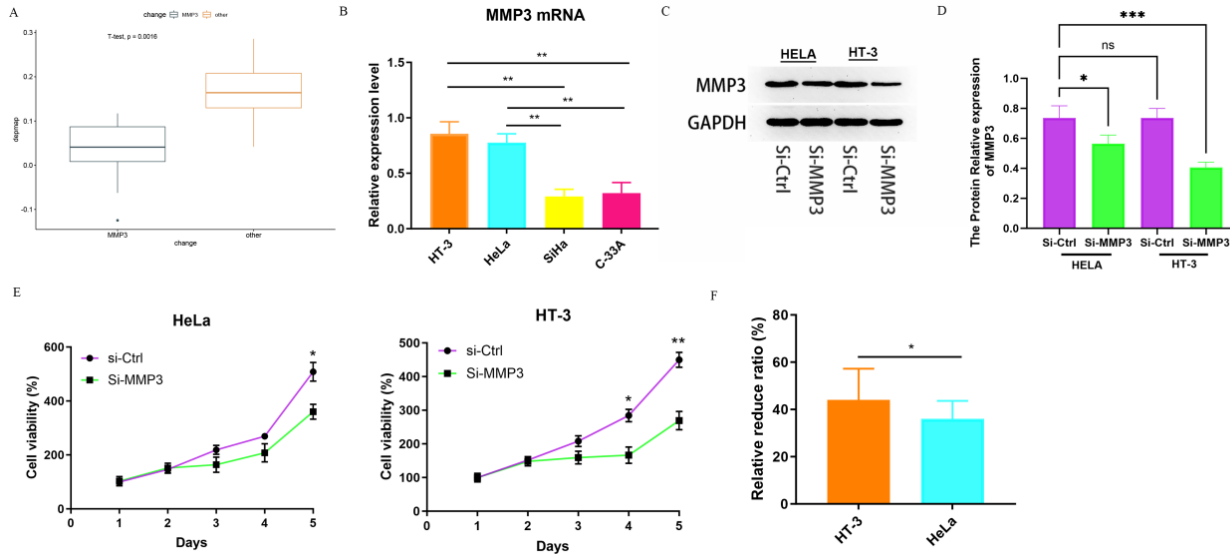 A
change MMP3 other
T-test, p = 0.0016
depmap
0.3
0.2
0.1
0.0
-0.1
MMP3 other
change
B
MMP3 mRNA
Relative expression level
1.5
1.0
0.5
0.0
**
**
**
**
HT-3 HeLa SiHa C-33A
C
HELA HT-3
MMP3
GAPDH
Si-Ctrl Si-MMP3 Si-Ctrl Si-MMP3
D
***
ns
*
The Protein Relative expression
of MMP3
1.0
0.8
0.6
0.4
0.2
0.0
Si-Ctrl Si-MMP3 Si-Ctrl Si-MMP3
HELA HT-3
E
HeLa
si-Ctrl
Si-MMP3
*
Cell viability (%)
600
400
200
0
0 1 2 3 4 5
Days
HT-3
si-Ctrl
Si-MMP3
**
*
Cell viability (%)
500
400
300
200
100
0
0 1 2 3 4 5
Days
F
*
Relative reduce ratio (%)
80
60
40
20
0
HT-3 HeLa